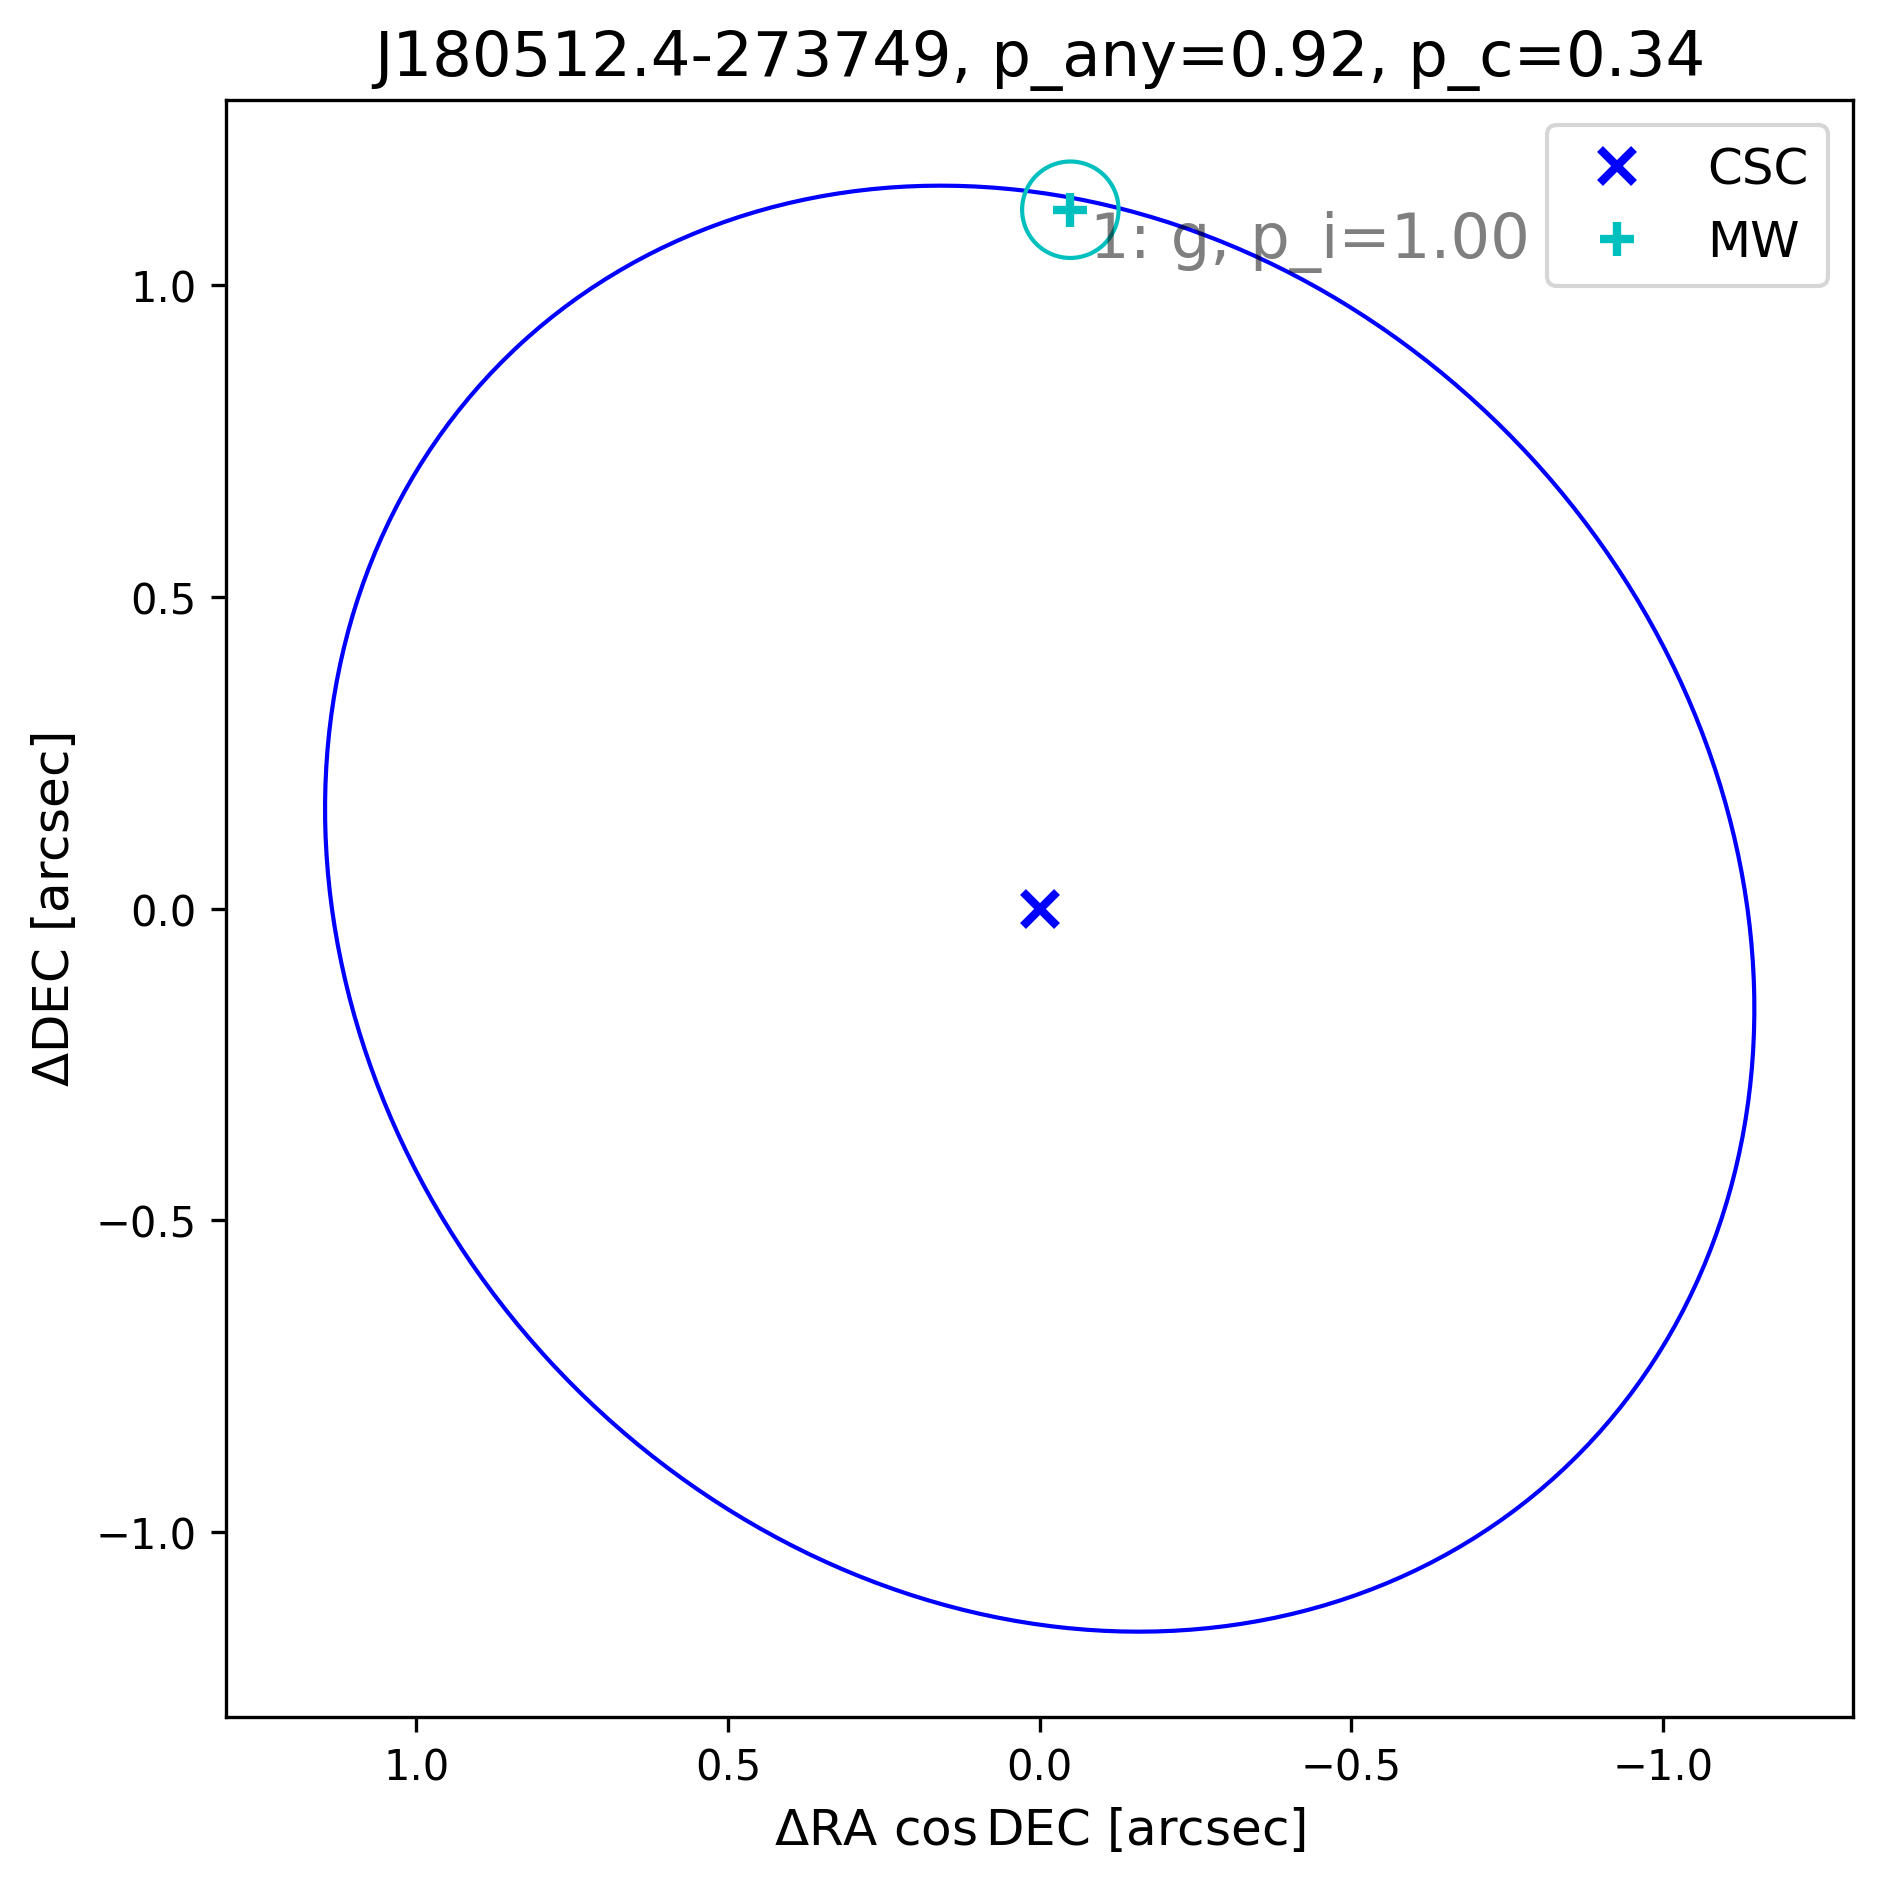 J180512.4-273749, p_any=0.92, p_c=0.34
CSC
MW
1: g, p_i=1.00
1.0
0.5
0.0
−0.5
−1.0
ΔDEC [arcsec]
1.0 0.5 0.0 −0.5 −1.0
ΔRA cos DEC [arcsec]